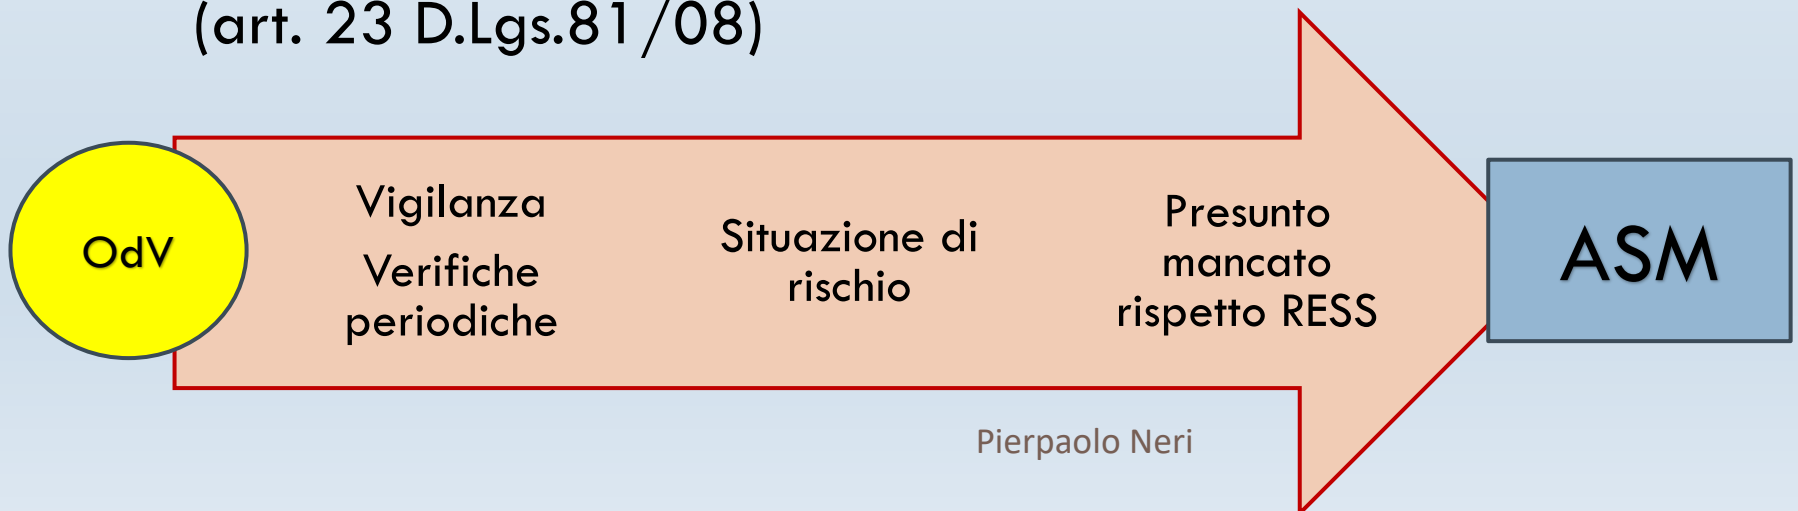 (art. 23 D.Lgs.81/08)
OdV
Vigilanza
Verifiche
periodiche
Situazione di
rischio
Presunto
mancato
rispetto RESS
ASM
Pierpaolo Neri